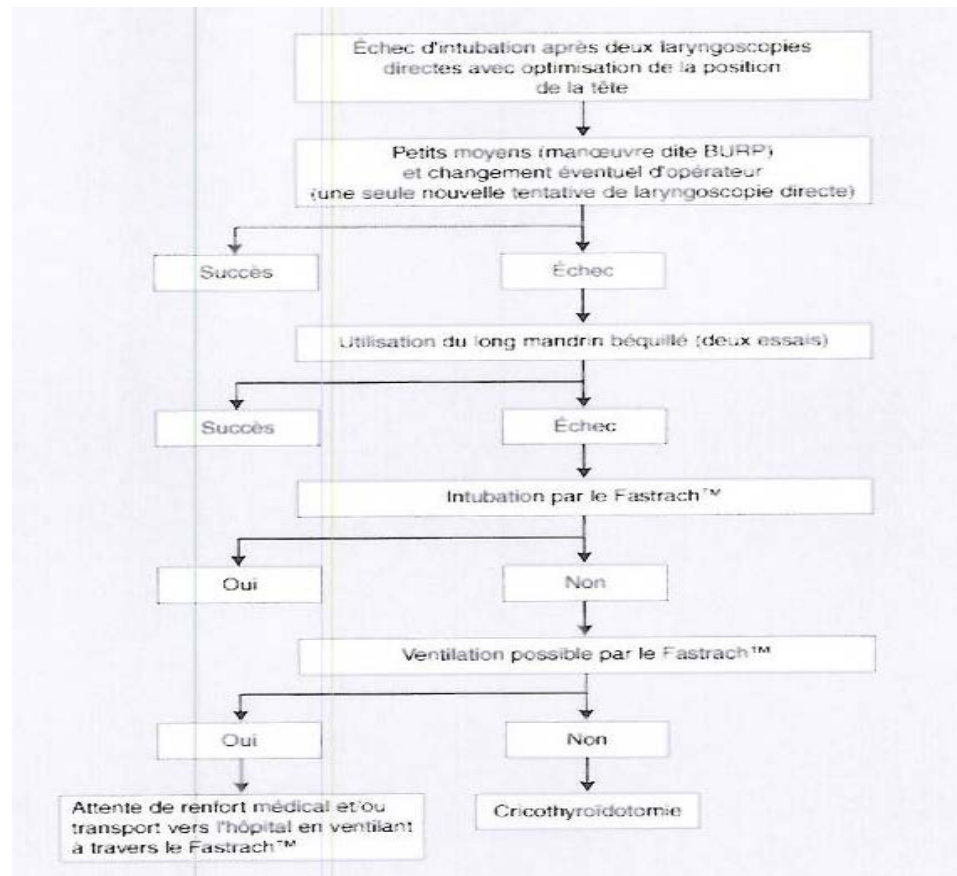 Échec d'intubation après deux laryngoscopies
directes avec optimisation de la position
de la tête
Petits moyens (manœuvre dite BURP)
et changement éventuel d'opérateur
(une seule nouvelle tentative de laryngoscopie directe)
Succès
Échec
Utilisation du long mandrin béquillé (deux essais)
Succès
Échec
Intubation par le Fastrach™
Oui
Non
Ventilation possible par le Fastrach™
Oui
Non
Attente de renfort médical et/ou
transport vers l'hôpital en ventilant
à travers le Fastrach™
Cricothyroïdotomie